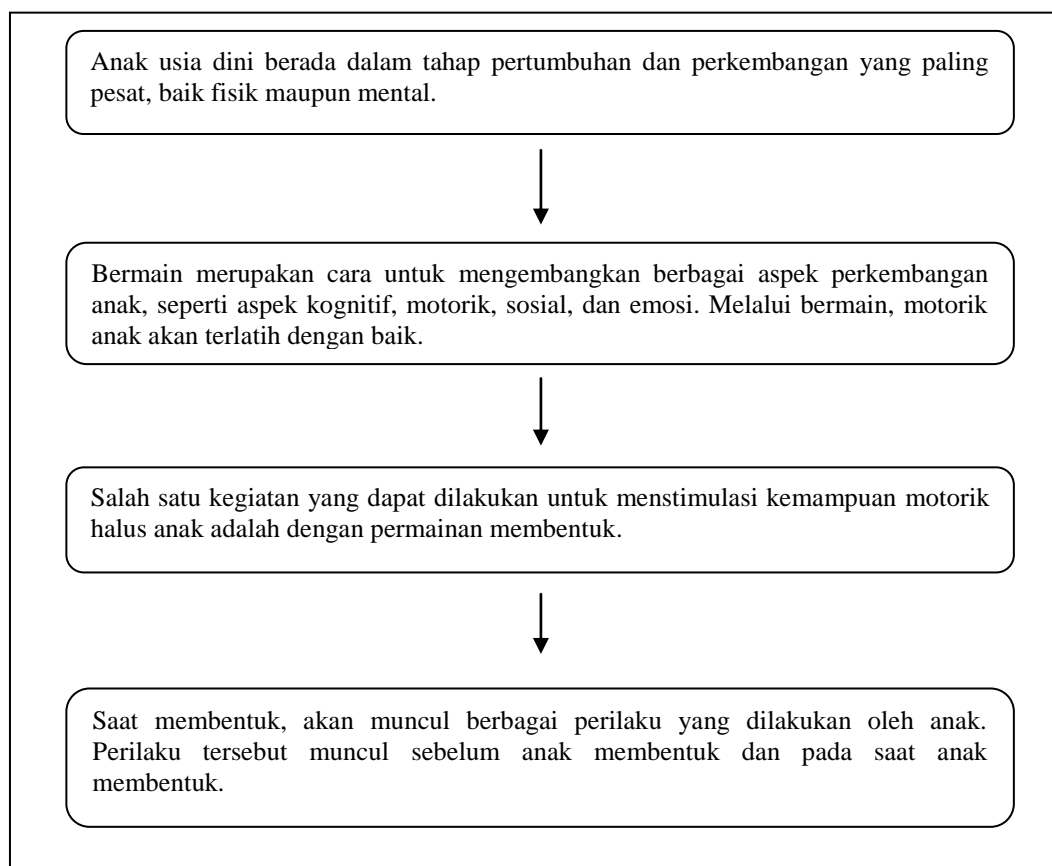 Anak usia dini berada dalam tahap pertumbuhan dan perkembangan yang paling
pesat, baik fisik maupun mental.
Bermain merupakan cara untuk mengembangkan berbagai aspek perkembangan
anak, seperti aspek kognitif, motorik, sosial, dan emosi. Melalui bermain, motorik
anak akan terlatih dengan baik.
Salah satu kegiatan yang dapat dilakukan untuk menstimulasi kemampuan motorik
halus anak adalah dengan permainan membentuk.
Saat membentuk, akan muncul berbagai perilaku yang dilakukan oleh anak.
Perilaku tersebut muncul sebelum anak membentuk dan pada saat anak
membentuk.